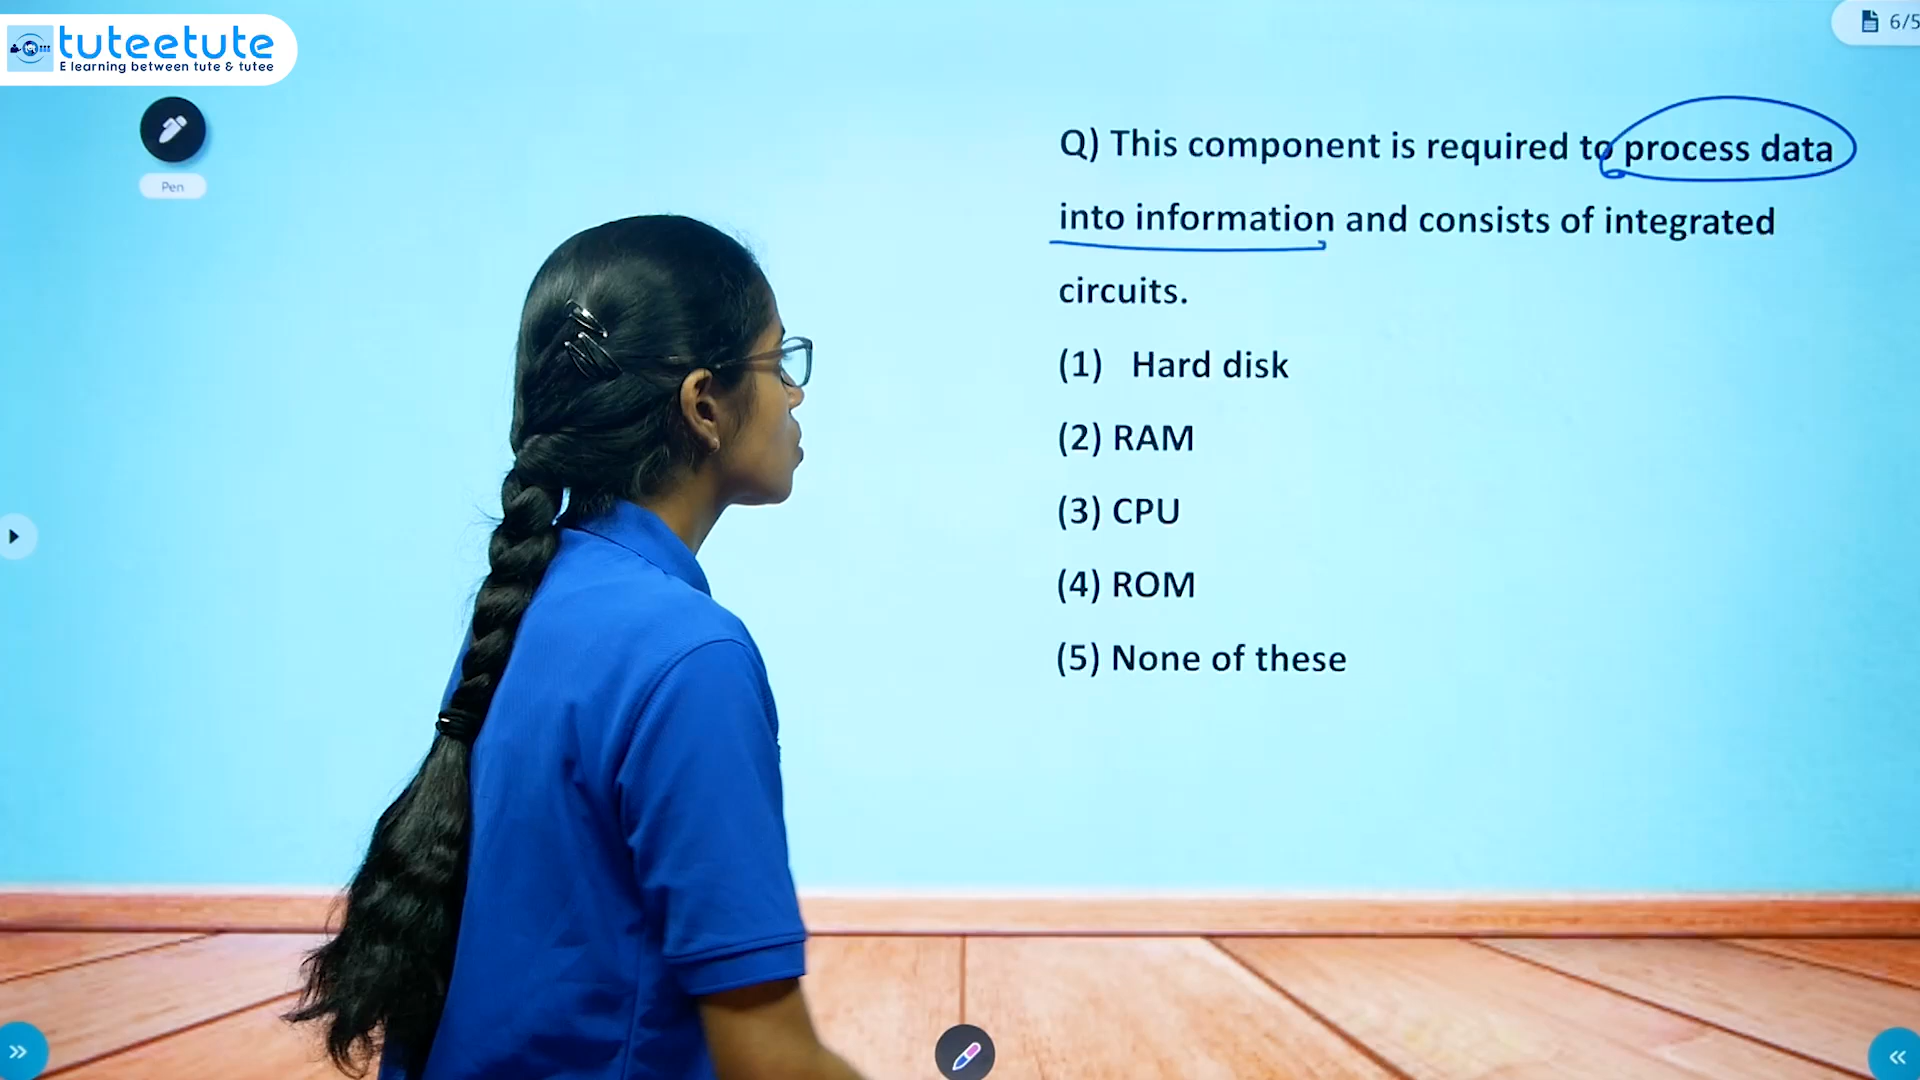 tuteetute
E learning between tute & tutee
6/5
Pen
Q) This component is required to process data
into information and consists of integrated
circuits.
(1) Hard disk
(2) RAM
(3) CPU
(4) ROM
(5) None of these